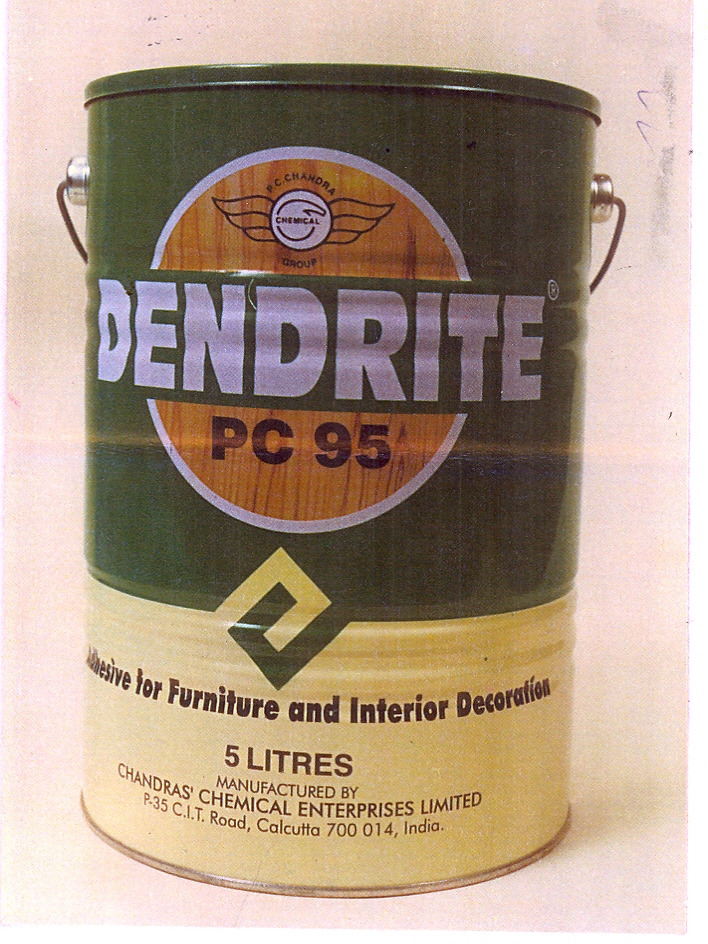 P.C.CHANDRA
CHEMICAL
GROUP
DENDRITE®
PC 95
Adhesive for Furniture and Interior Decoration
5 LITRES
MANUFACTURED BY
CHANDRAS' CHEMICAL ENTERPRISES LIMITED
P-35 C.I.T. Road, Calcutta 700 014, India.